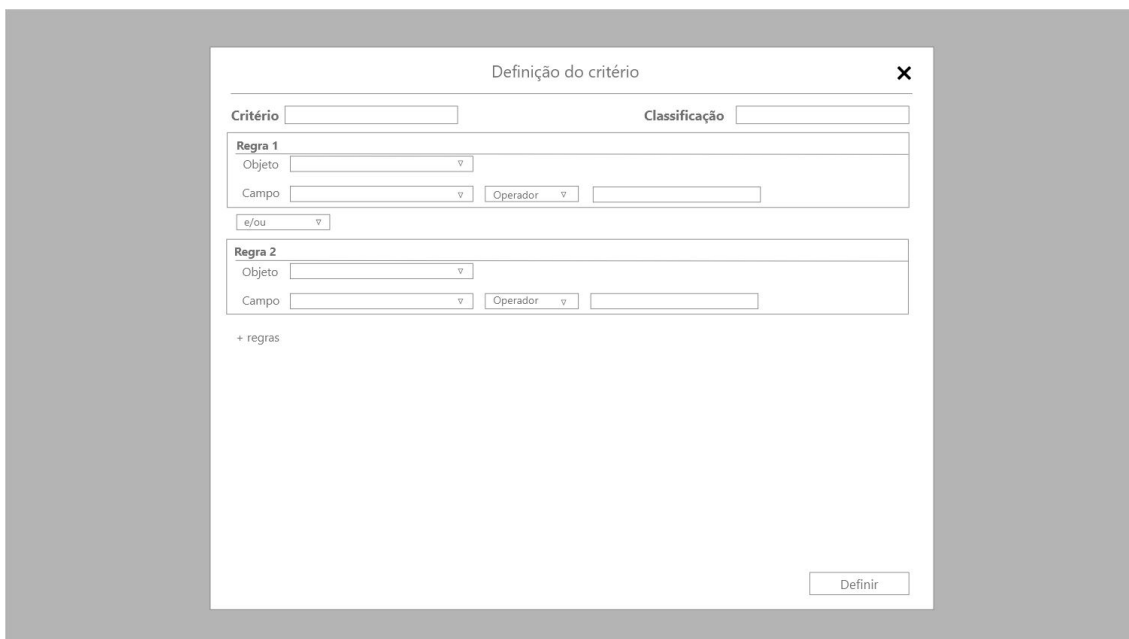 Definição do critério
Critério Classificação
Regra 1
Objeto
Campo Operador
e/ou
Regra 2
Objeto
Campo Operador
+ regras
Definir